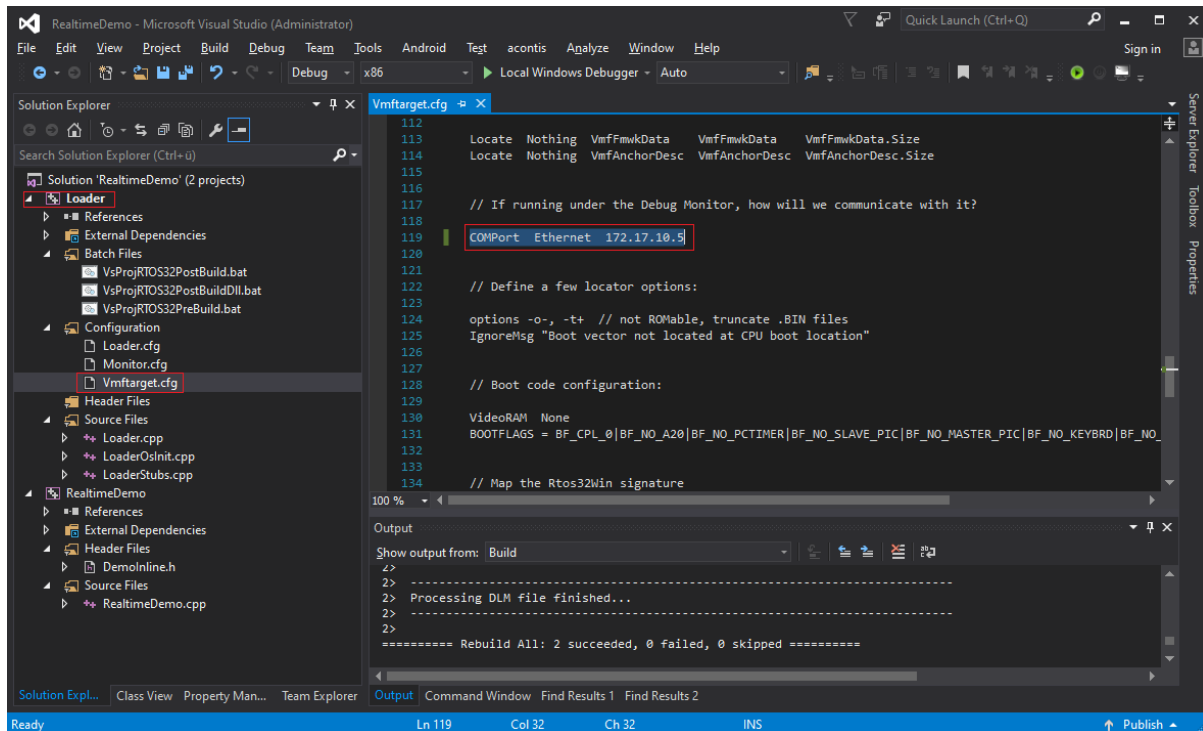 RealtimeDemo - Microsoft Visual Studio (Administrator)
Quick Launch (Ctrl+Q)
File Edit View Project Build Debug Team Tools Android Test acontis Analyze Window Help
Sign in
Debug x86 Local Windows Debugger Auto
Solution Explorer
Search Solution Explorer (Ctrl+ü)
Solution 'RealtimeDemo' (2 projects)
Loader
References
External Dependencies
Batch Files
VsProjRTOS32PostBuild.bat
VsProjRTOS32PostBuildDll.bat
VsProjRTOS32PreBuild.bat
Configuration
Loader.cfg
Monitor.cfg
Vmftarget.cfg
Header Files
Source Files
Loader.cpp
LoaderOsInit.cpp
LoaderStubs.cpp
RealtimeDemo
References
External Dependencies
Header Files
DemoInline.h
Source Files
RealtimeDemo.cpp
Solution Expl... Class View Property Man... Team Explorer
Vmftarget.cfg
112
113 Locate Nothing VmfFmwkData VmfFmwkData VmfFmwkData.Size
114 Locate Nothing VmfAnchorDesc VmfAnchorDesc VmfAnchorDesc.Size
115
116
117 // If running under the Debug Monitor, how will we communicate with it?
118
119 COMPort Ethernet 172.17.10.5
120
121
122 // Define a few locator options:
123
124 options -o-, -t+ // not ROMable, truncate .BIN files
125 IgnoreMsg "Boot vector not located at CPU boot location"
126
127
128 // Boot code configuration:
129
130 VideoRAM None
131 BOOTFLAGS = BF_CPL_0|BF_NO_A20|BF_NO_PCTIMER|BF_NO_SLAVE_PIC|BF_NO_MASTER_PIC|BF_NO_KEYBRD|BF_NO_
132
133
134 // Map the Rtos32Win signature
100 %
Output
Show output from: Build
2>
2> ----------------------------------------------------------------------
2> Processing DLM file finished...
2> ----------------------------------------------------------------------
2>
========== Rebuild All: 2 succeeded, 0 failed, 0 skipped ==========
Output Command Window Find Results 1 Find Results 2
Server Explorer
Toolbox
Properties
Ready Ln 119 Col 32 Ch 32 INS Publish